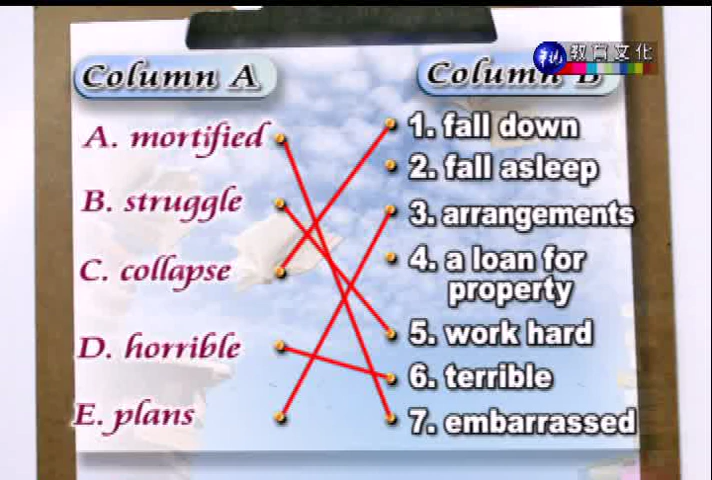 Column A
A. mortified
B. struggle
C. collapse
D. horrible
E. plans
教育文化
1. fall down
2. fall asleep
3. arrangements
4. a loan for
property
5. work hard
6. terrible
7. embarrassed